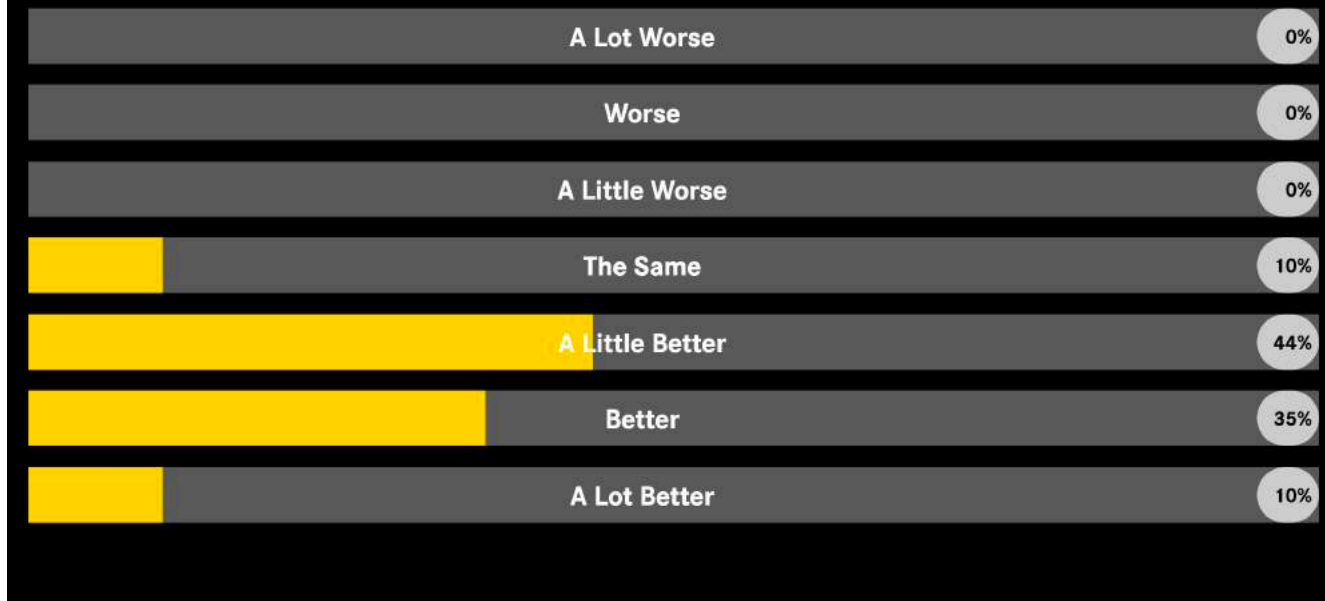 A Lot Worse 0%
Worse 0%
A Little Worse 0%
The Same 10%
A Little Better 44%
Better 35%
A Lot Better 10%